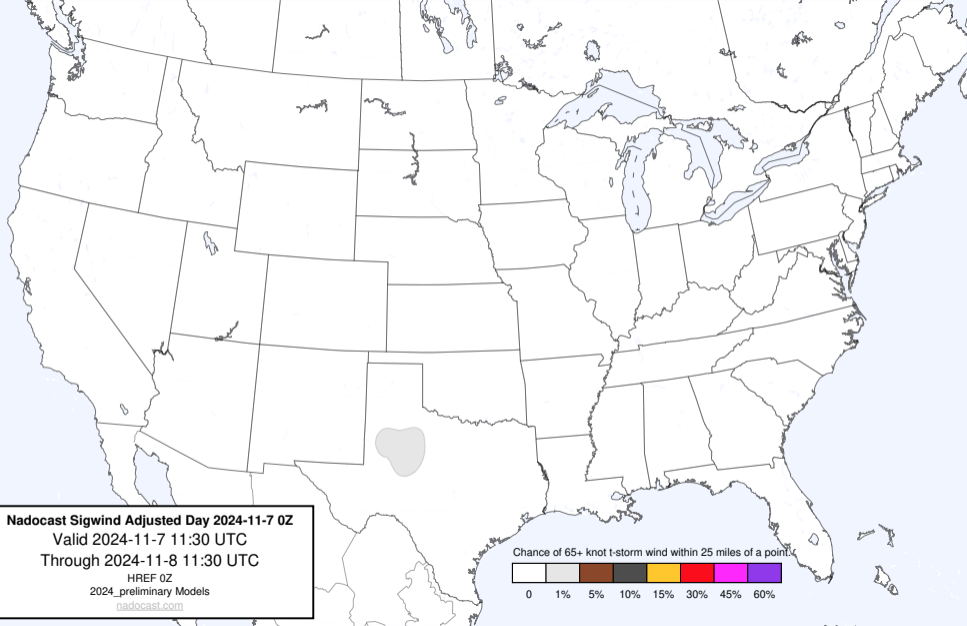 Nadocast Sigwind Adjusted Day 2024-11-7 0Z
Valid 2024-11-7 11:30 UTC
Through 2024-11-8 11:30 UTC
HREF 0Z
2024_preliminary Models
nadocast.com
Chance of 65+ knot t-storm wind within 25 miles of a point.
0 1% 5% 10% 15% 30% 45% 60%